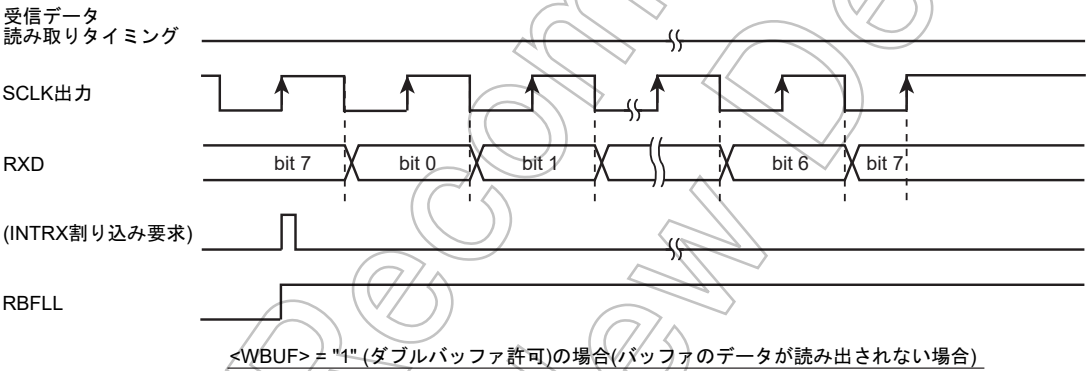 受信データ
読み取りタイミング
SCLK出力
RXD
bit 7 bit 0 bit 1 bit 6 bit 7
(INTRX割り込み要求)
RBFLL
<WBUF> = "1" (ダブルバッファ許可)の場合(バッファのデータが読み出されない場合)